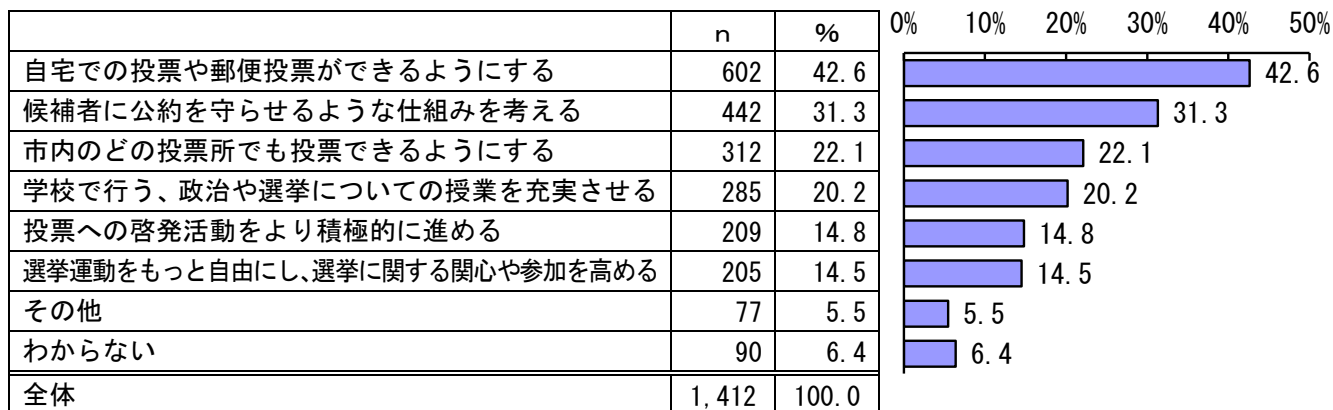 0% 10% 20% 30% 40% 50%
n %
自宅での投票や郵便投票ができるようにする 602 42.6 42.6
候補者に公約を守らせるような仕組みを考える 442 31.3 31.3
市内のどの投票所でも投票できるようにする 312 22.1 22.1
学校で行う、政治や選挙についての授業を充実させる 285 20.2 20.2
投票への啓発活動をより積極的に進める 209 14.8 14.8
選挙運動をもっと自由にし、選挙に関する関心や参加を高める 205 14.5 14.5
その他 77 5.5 5.5
わからない 90 6.4 6.4
全体 1,412 100.0